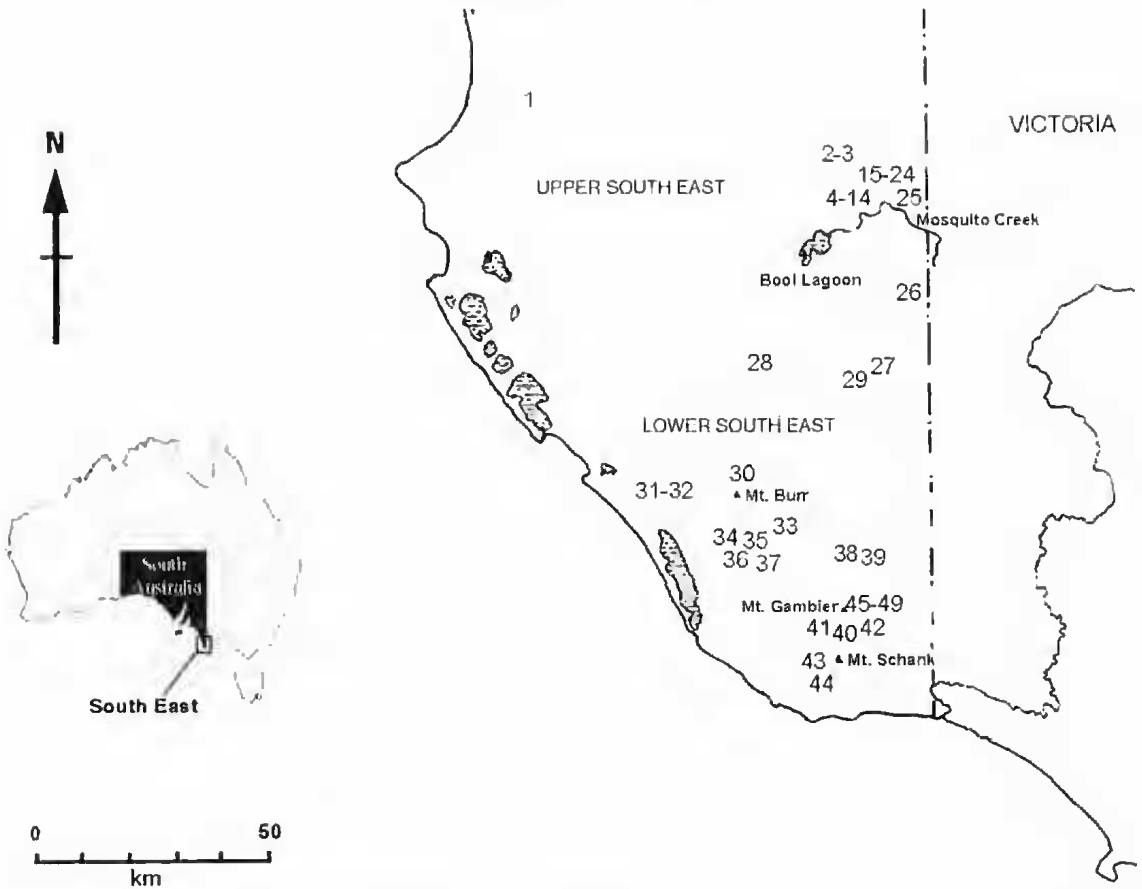 1
N
VICTORIA
2-3
15-24
UPPER SOUTH EAST
4-14
25
Mosquito Creek
Bool Lagoon
26
28
27
29
LOWER SOUTH EAST
30
31-32
Mt. Burr
33
34
35
36
37
38
39
South
Australia
Mt. Gambier
45-49
41
40
42
43
Mt. Schank
44
South East
0
50
km